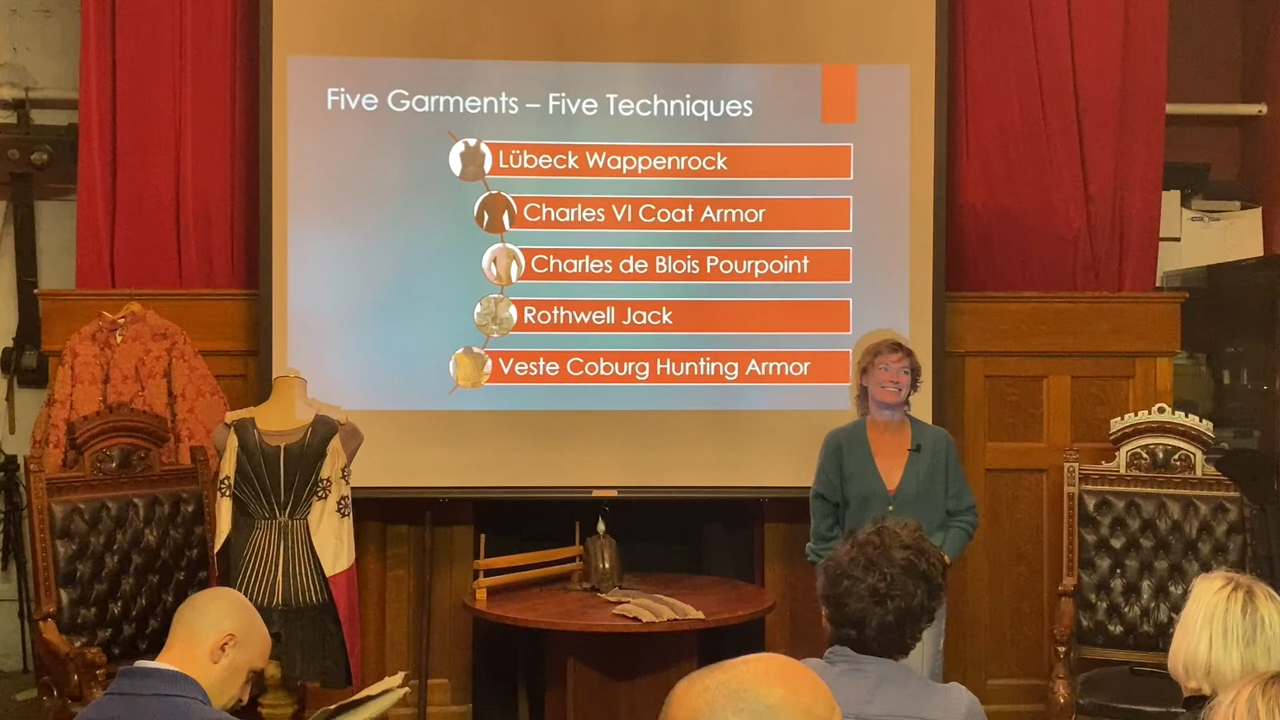 Five Garments – Five Techniques
Lübeck Wappenrock
Charles VI Coat Armor
Charles de Blois Pourpoint
Rothwell Jack
Veste Coburg Hunting Armor